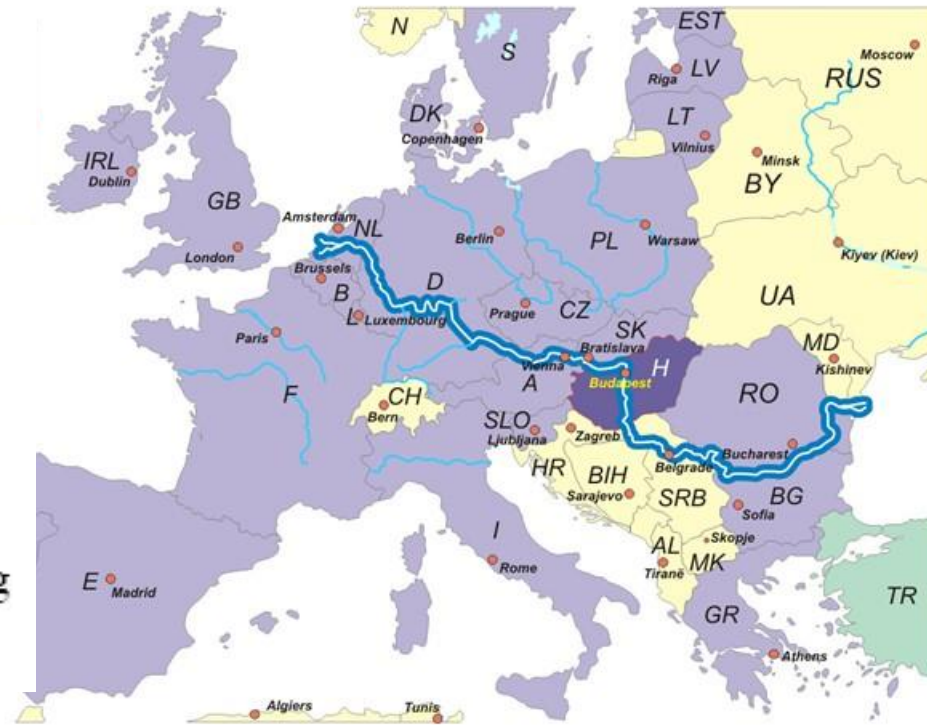 N
S
EST
Moscow
RUS
Riga
LV
DK
Copenhagen
LT
Vilnius
IRL
Dublin
Minsk
BY
GB
Amsterdam
NL
Berlin
PL
Warsaw
London
Kiyev (Kiev)
Brussels
B
D
Prague
CZ
UA
L
Luxembourg
SK
Paris
Bratislava
MD
Vienna
H
Kishinev
A
Budapest
F
CH
RO
Bern
SLO
Ljubljana
Zagreb
Bucharest
HR
BIH
Belgrade
Sarajevo
SRB
BG
Sofia
I
AL
Skopje
MK
Rome
Tiranë
g
E
Madrid
TR
GR
Athens
Algiers
Tunis